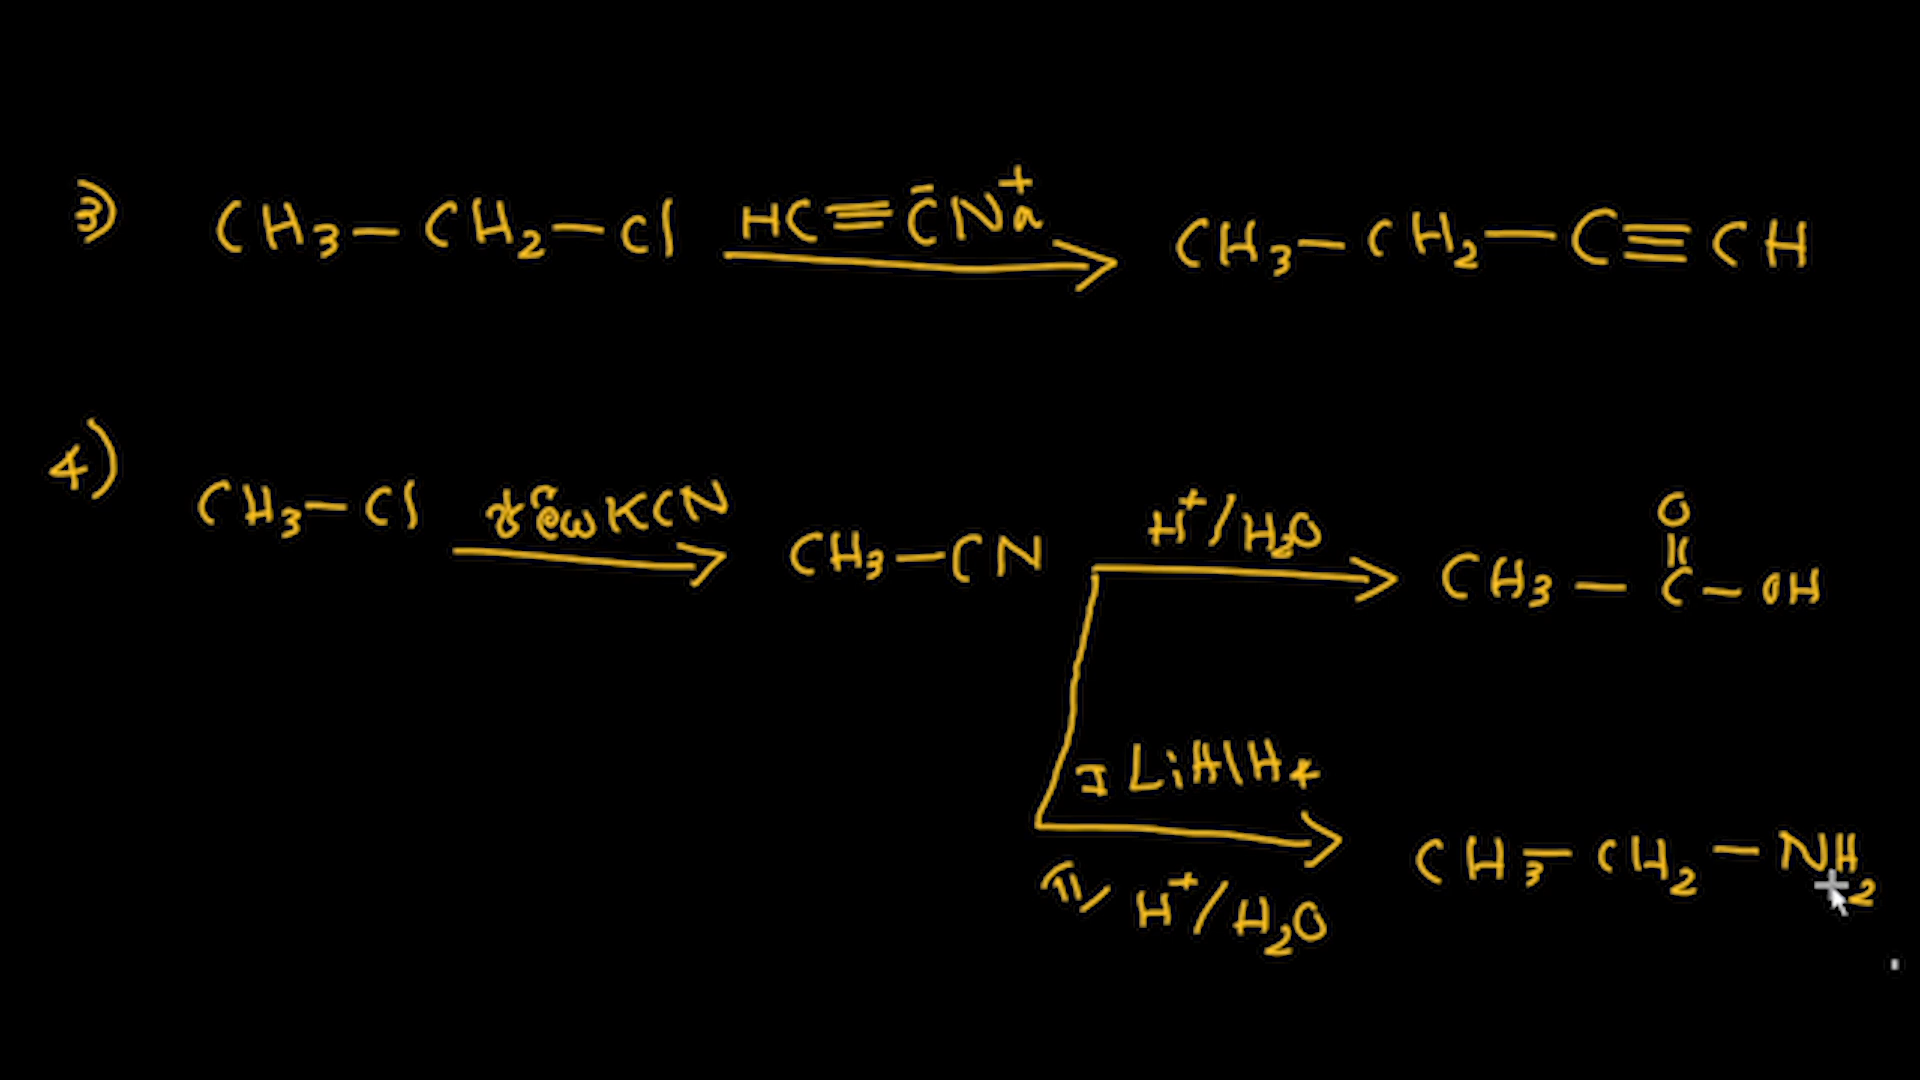 3) CH₃–CH₂–Cl HC≡C̄Na⁺ CH₃–CH₂–C≡CH
4) CH₃–Cl KCN CH₃–CN H⁺/H₂O CH₃–C–OH
O
I LiAlH₄
CH₃–CH₂–NH₂
II/ H⁺/H₂O